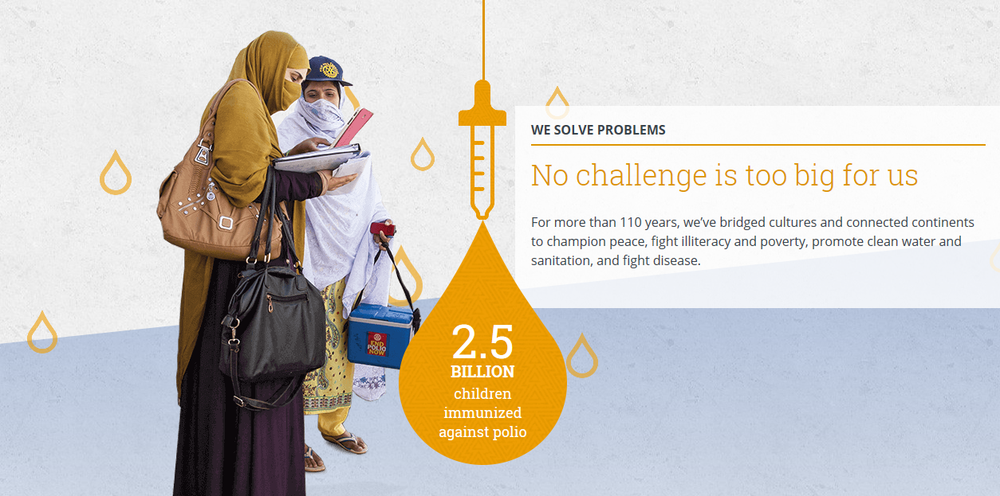 WE SOLVE PROBLEMS
No challenge is too big for us
For more than 110 years, we’ve bridged cultures and connected continents
to champion peace, fight illiteracy and poverty, promote clean water and
sanitation, and fight disease.
END
POLIO
NOW
2.5
BILLION
children
immunized
against polio